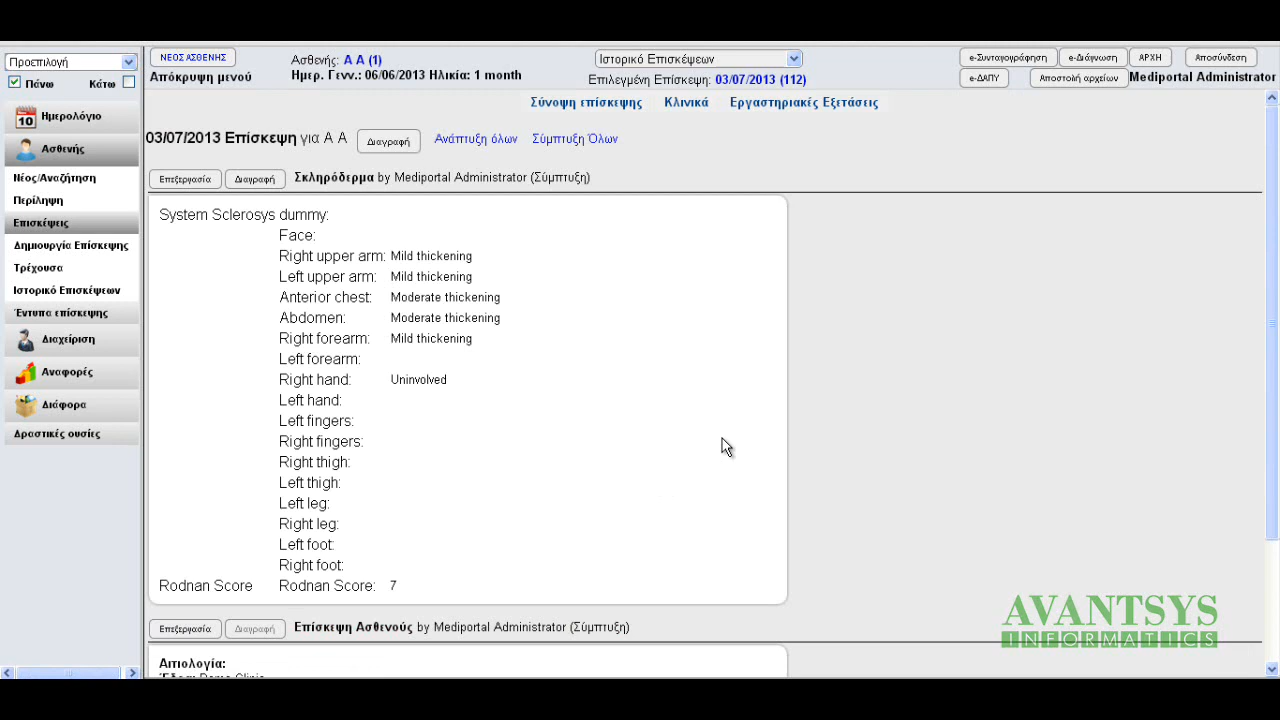 Προεπιλογή
Πάνω Κάτω
10 Ημερολόγιο
Ασθενής
Νέος/Αναζήτηση
Περίληψη
Επισκέψεις
Δημιουργία Επίσκεψης
Τρέχουσα
Ιστορικό Επισκέψεων
Έντυπα επίσκεψης
Διαχείριση
Αναφορές
Διάφορα
Δραστικές ουσίες
ΝΕΟΣ ΑΣΘΕΝΗΣ
Απόκρυψη μενού
Ασθενής: Α Α (1)
Ημερ. Γενν.: 06/06/2013 Ηλικία: 1 month
Ιστορικό Επισκέψεων
Επιλεγμένη Επίσκεψη: 03/07/2013 (112)
e-Συνταγογράφηση e-Διάγνωση ΑΡΧΗ Αποσύνδεση
e-ΔΑΠΥ Αποστολή αρχείων Mediportal Administrator
Σύνοψη επίσκεψης Κλινικά Εργαστηριακές Εξετάσεις
03/07/2013 Επίσκεψη για Α Α Διαγραφή Ανάπτυξη όλων Σύμπτυξη Όλων
Επεξεργασία Διαγραφή Σκληρόδερμα by Mediportal Administrator (Σύμπτυξη)
System Sclerosys dummy:
Face:
Right upper arm: Mild thickening
Left upper arm: Mild thickening
Anterior chest: Moderate thickening
Abdomen: Moderate thickening
Right forearm: Mild thickening
Left forearm:
Right hand: Uninvolved
Left hand:
Left fingers:
Right fingers:
Right thigh:
Left thigh:
Left leg:
Right leg:
Left foot:
Right foot:
Rodnan Score Rodnan Score: 7
Επεξεργασία Διαγραφή Επίσκεψη Ασθενούς by Mediportal Administrator (Σύμπτυξη)
Αιτιολογία:
AVANTSYS
INFORMATICS